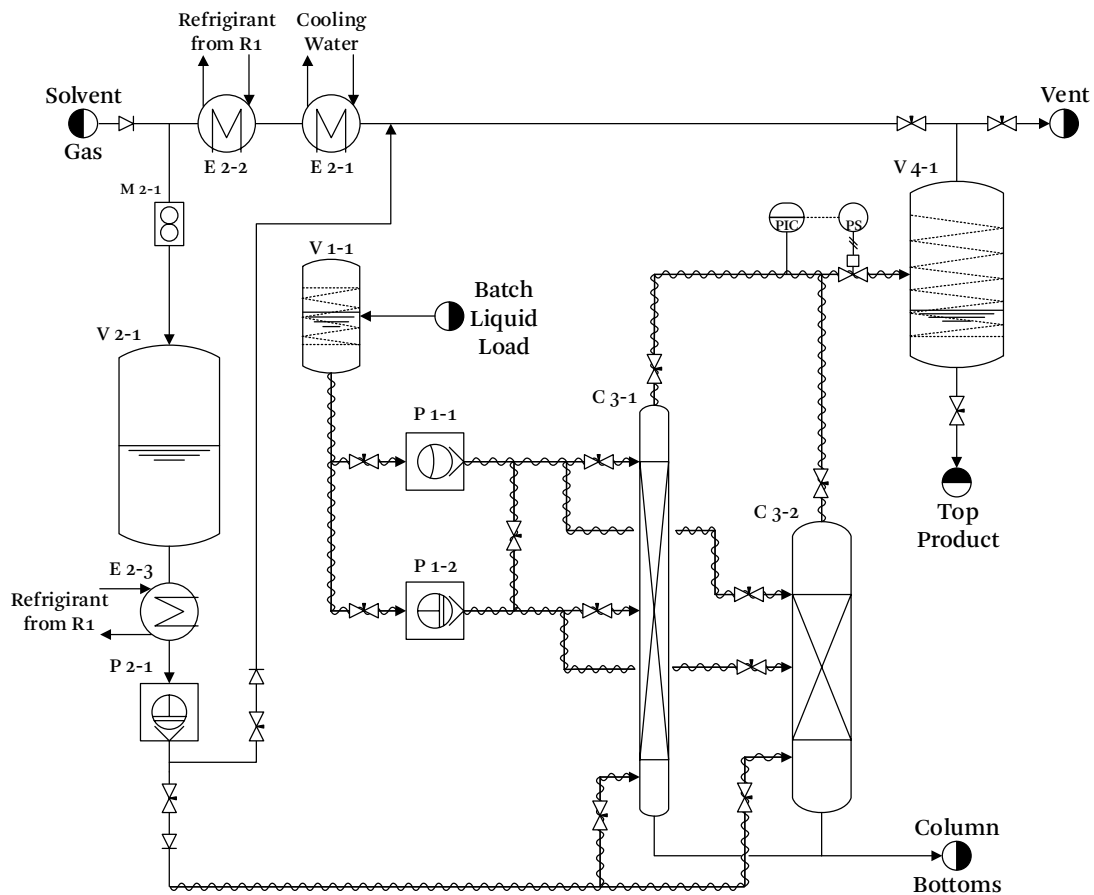 Refrigirant
from R1
Cooling
Water
Solvent
Gas
E 2-2
E 2-1
Vent
M 2-1
V 4-1
PIC
PS
V 1-1
Batch
Liquid
Load
V 2-1
C 3-1
P 1-1
Top
Product
C 3-2
E 2-3
P 1-2
Refrigirant
from R1
P 2-1
Column
Bottoms